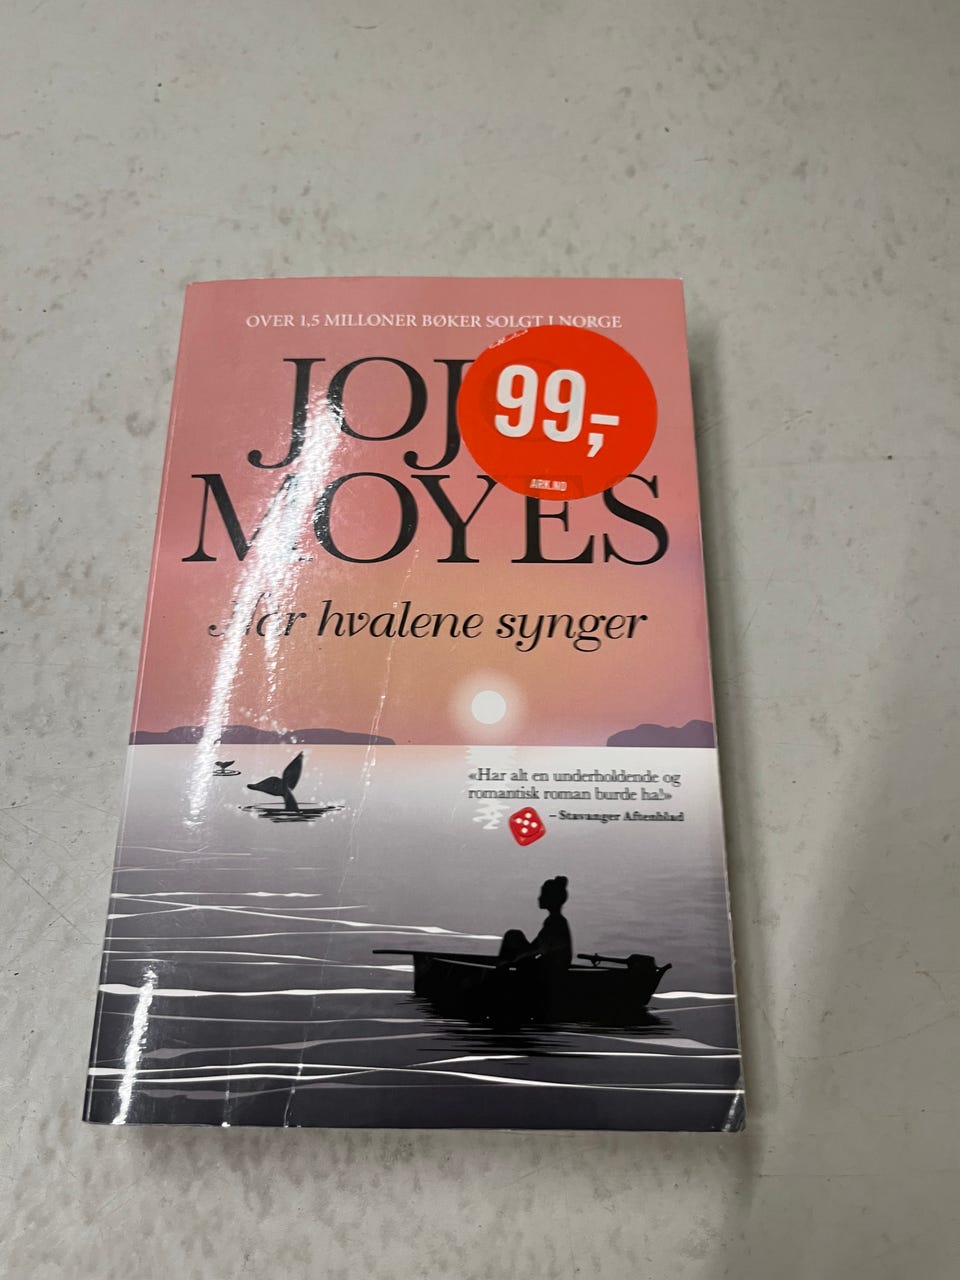 OVER 1,5 MILLONER BØKER SOLGT I NORGE
JOJO
99,-
ARK.NO
MOYES
Når hvalene synger
«Har alt en underholdende og
romantisk roman burde ha!»
– Stavanger Aftenblad